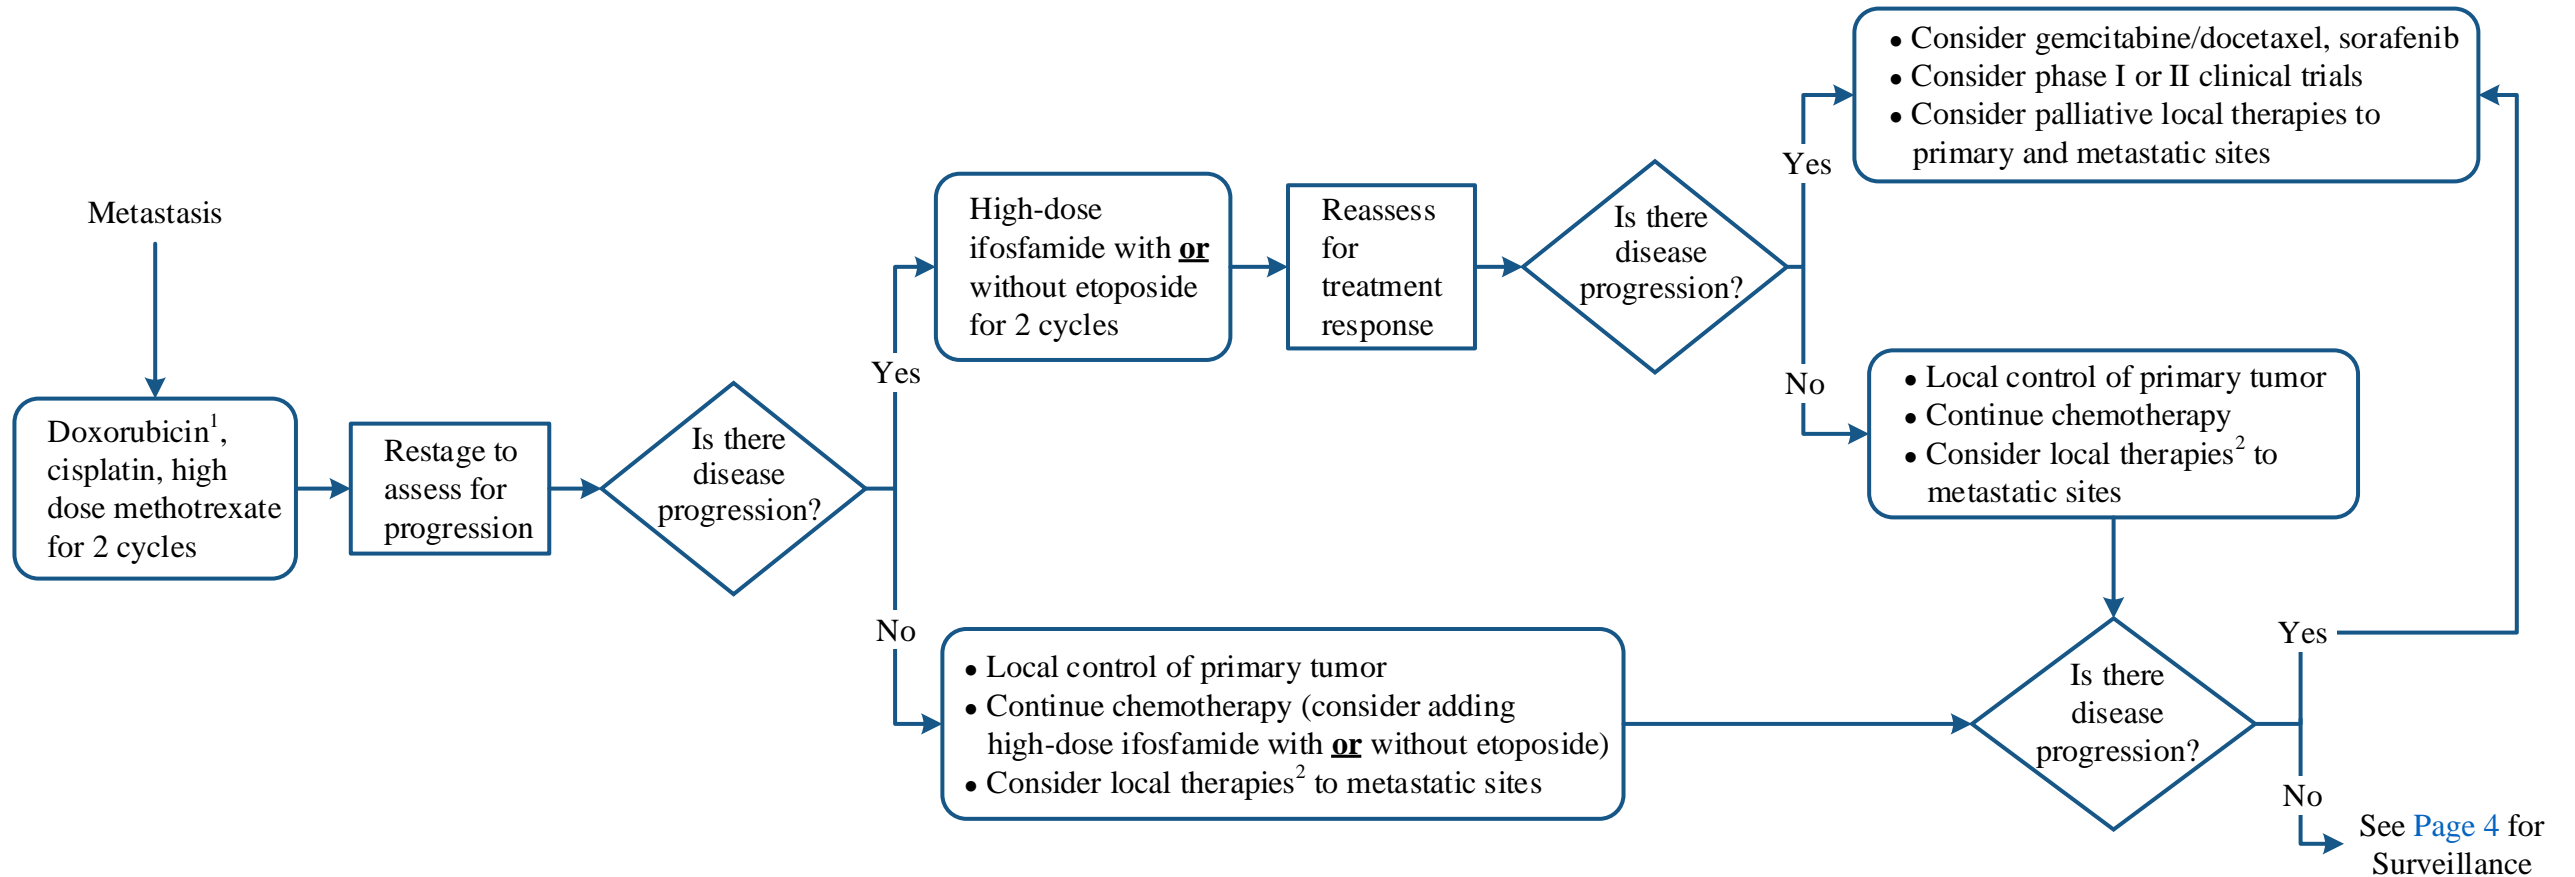 Metastasis
Doxorubicin1,
cisplatin, high
dose methotrexate
for 2 cycles
Restage to
assess for
progression
Is there
disease
progression?
Yes
High-dose
ifosfamide with or
without etoposide
for 2 cycles
Reassess
for
treatment
response
Is there
disease
progression?
Yes
• Consider gemcitabine/docetaxel, sorafenib
• Consider phase I or II clinical trials
• Consider palliative local therapies to
primary and metastatic sites
No
• Local control of primary tumor
• Continue chemotherapy
• Consider local therapies2 to
metastatic sites
No
• Local control of primary tumor
• Continue chemotherapy (consider adding
high-dose ifosfamide with or without etoposide)
• Consider local therapies2 to metastatic sites
Is there
disease
progression?
Yes
No
See Page 4 for
Surveillance